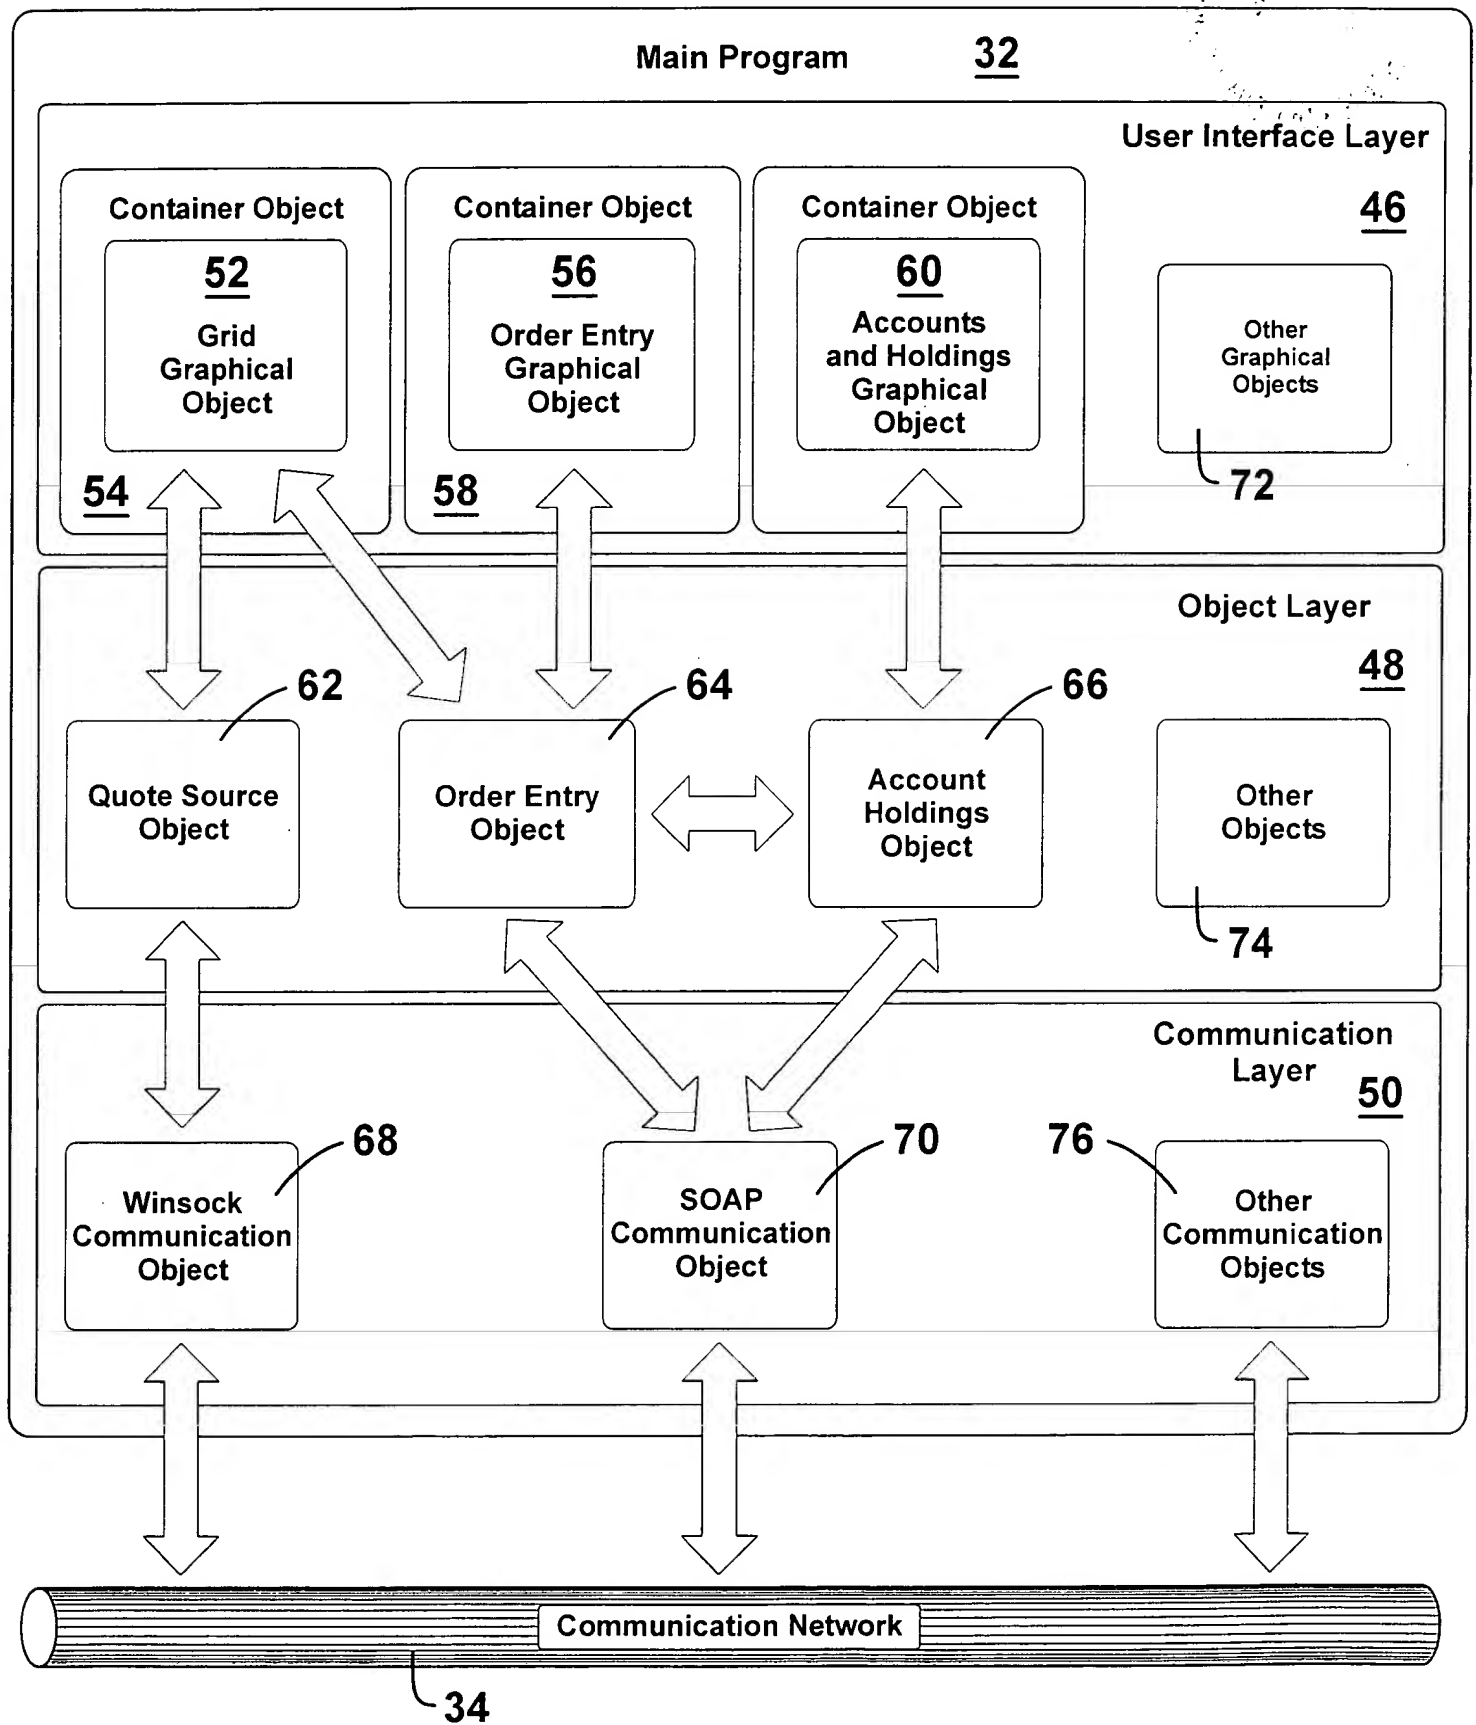 Main Program 32
User Interface Layer
46
Container Object
52
Grid
Graphical
Object
54
Container Object
56
Order Entry
Graphical
Object
58
Container Object
60
Accounts
and Holdings
Graphical
Object
Other
Graphical
Objects
72
Object Layer
48
62
Quote Source
Object
64
Order Entry
Object
66
Account
Holdings
Object
Other
Objects
74
Communication
Layer
50
68
Winsock
Communication
Object
70
SOAP
Communication
Object
76
Other
Communication
Objects
Communication Network
34